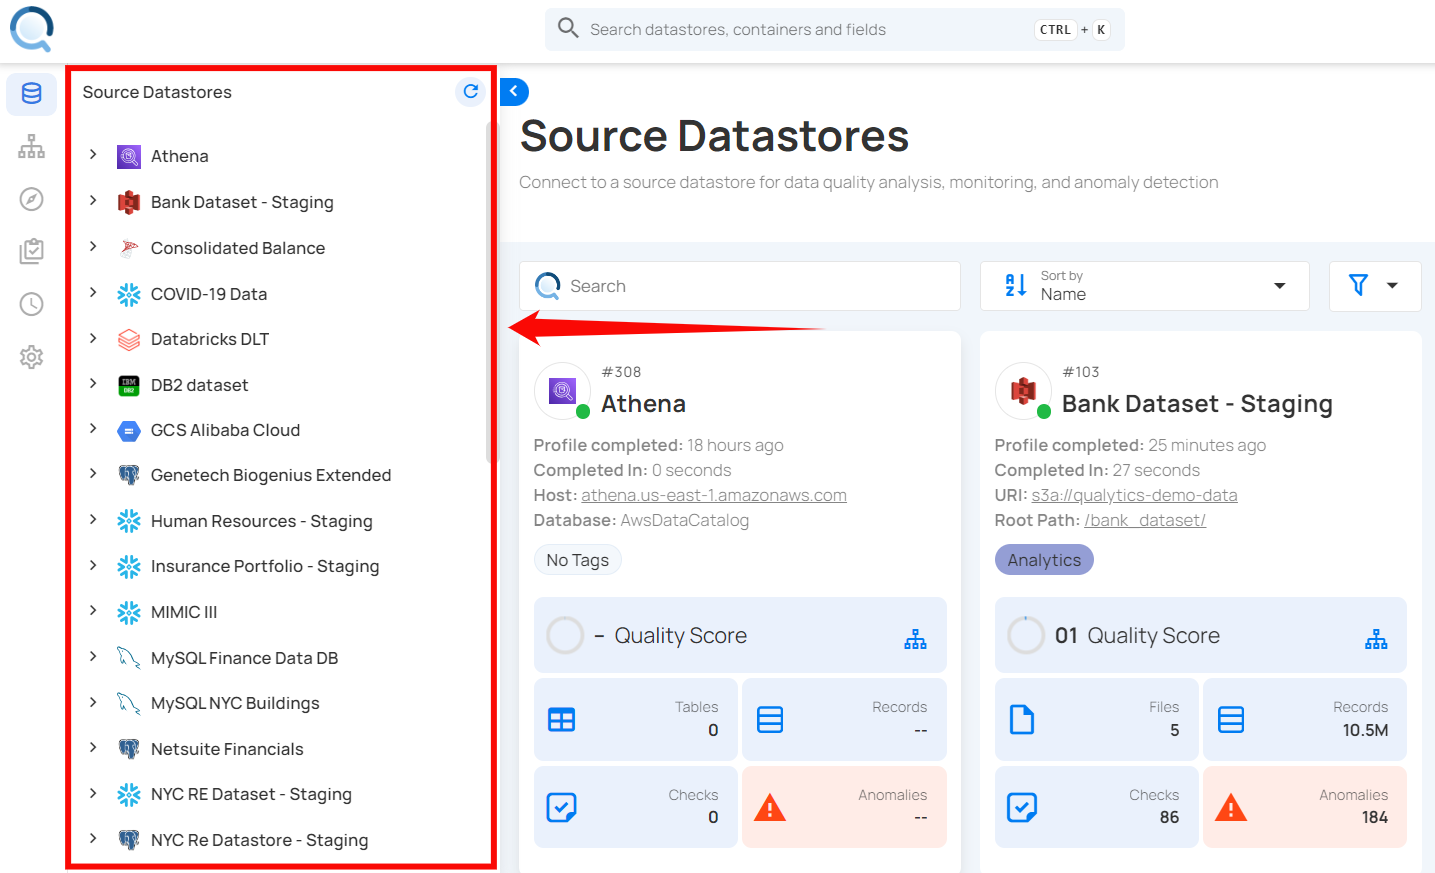 Search datastores, containers and fields
CTRL + K
Source Datastores
Athena
Bank Dataset - Staging
Consolidated Balance
COVID-19 Data
Databricks DLT
IBM
DB2
DB2 dataset
GCS Alibaba Cloud
Genetech Biogenius Extended
Human Resources - Staging
Insurance Portfolio - Staging
MIMIC III
MySQL Finance Data DB
MySQL NYC Buildings
Netsuite Financials
NYC RE Dataset - Staging
NYC Re Datastore - Staging
Source Datastores
Connect to a source datastore for data quality analysis, monitoring, and anomaly detection
Search
A
Z
Sort by
Name
#308
Athena
Profile completed: 18 hours ago
Completed In: 0 seconds
Host: athena.us-east-1.amazonaws.com
Database: AwsDataCatalog
No Tags
– Quality Score
Tables
0
Records
--
Checks
0
Anomalies
--
#103
Bank Dataset - Staging
Profile completed: 25 minutes ago
Completed In: 27 seconds
URI: s3a://qualytics-demo-data
Root Path: /bank_dataset/
Analytics
01 Quality Score
Files
5
Records
10.5M
Checks
86
Anomalies
184